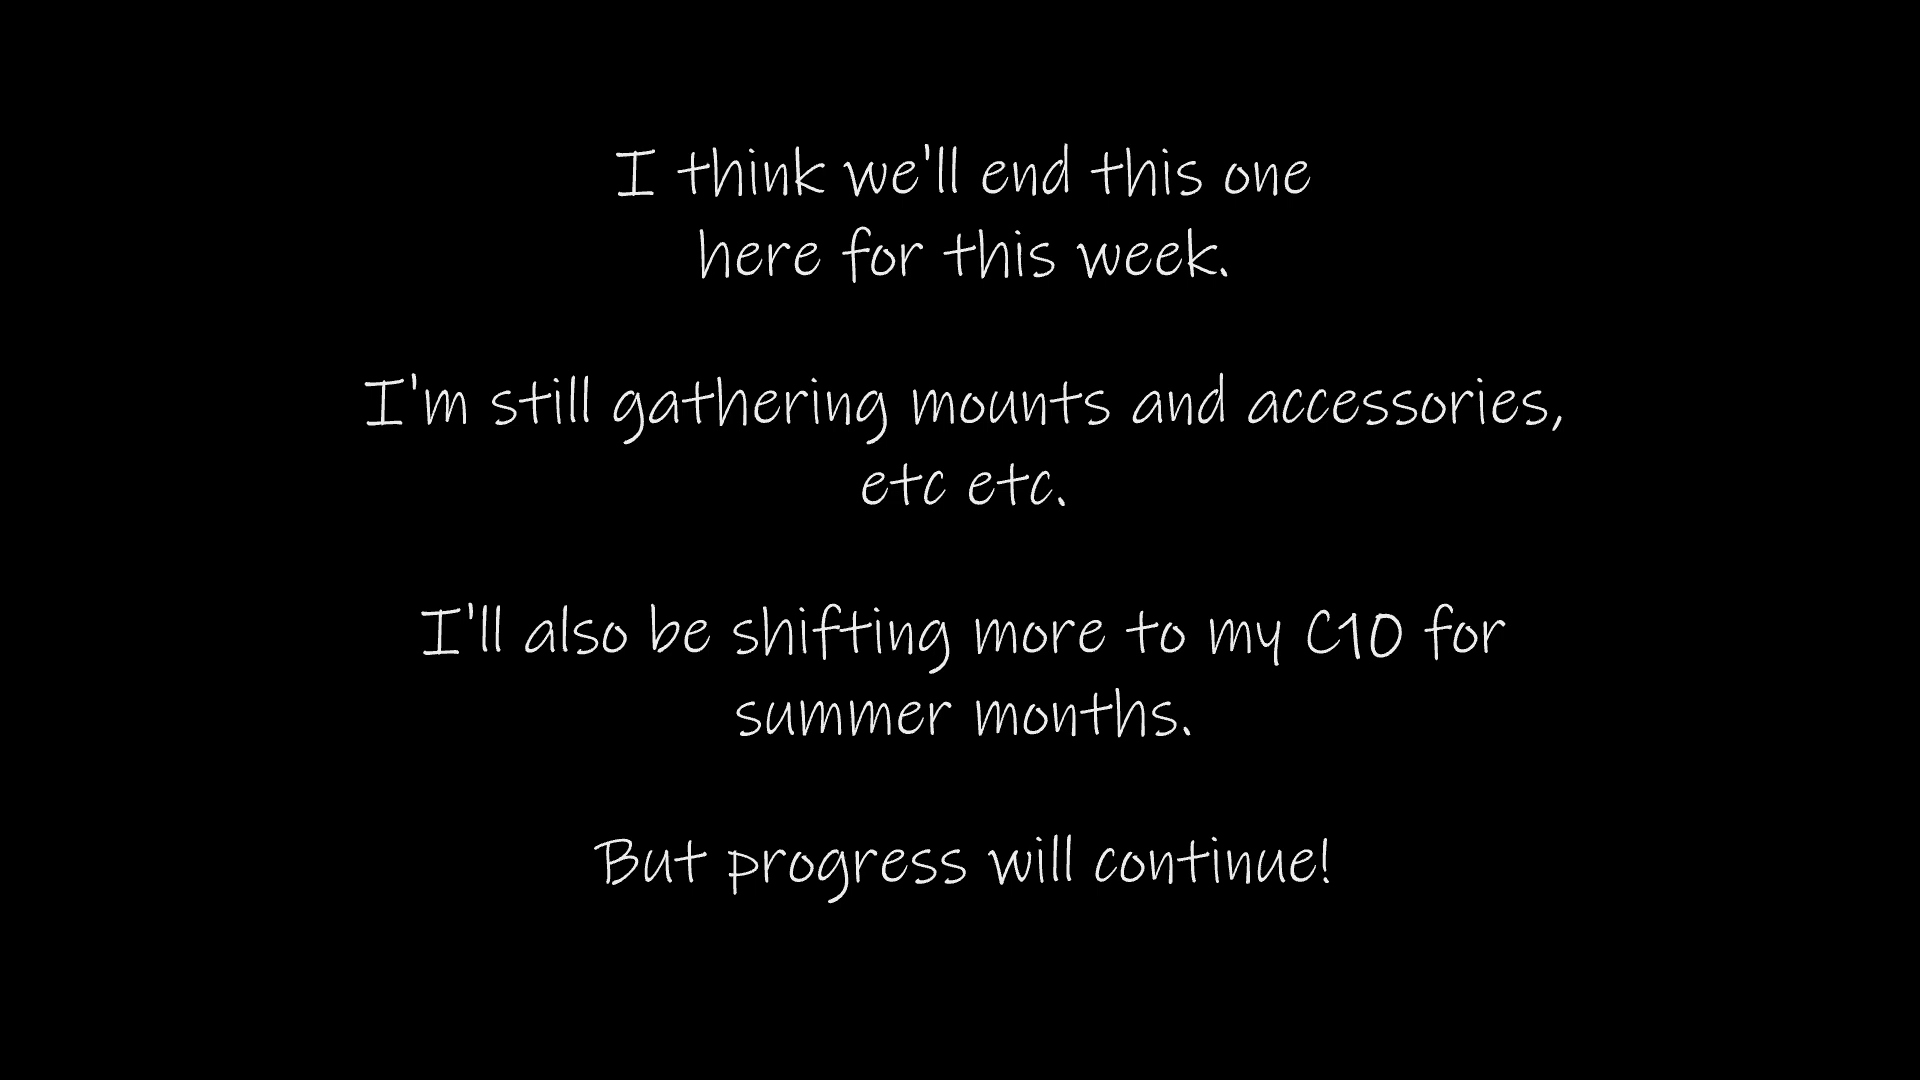 I think we'll end this one
here for this week.
I'm still gathering mounts and accessories,
etc etc.
I'll also be shifting more to my C10 for
summer months.
But progress will continue!